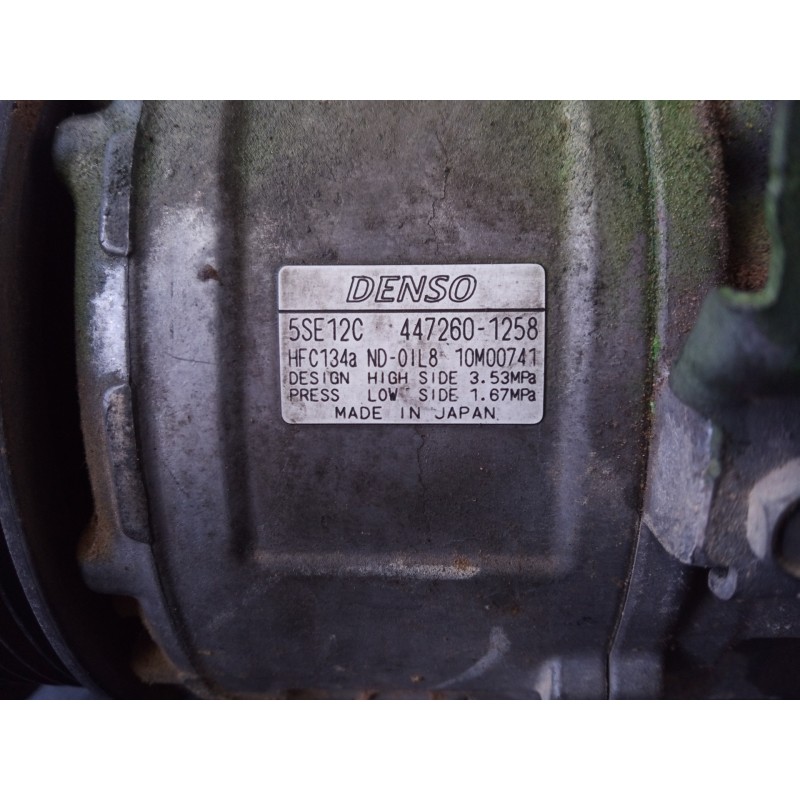 DENSO
5SE12C 447260-1258
HFC134a ND-OIL8 10M00741
DESIGN HIGH SIDE 3.53MPa
PRESS LOW SIDE 1.67MPa
MADE IN JAPAN